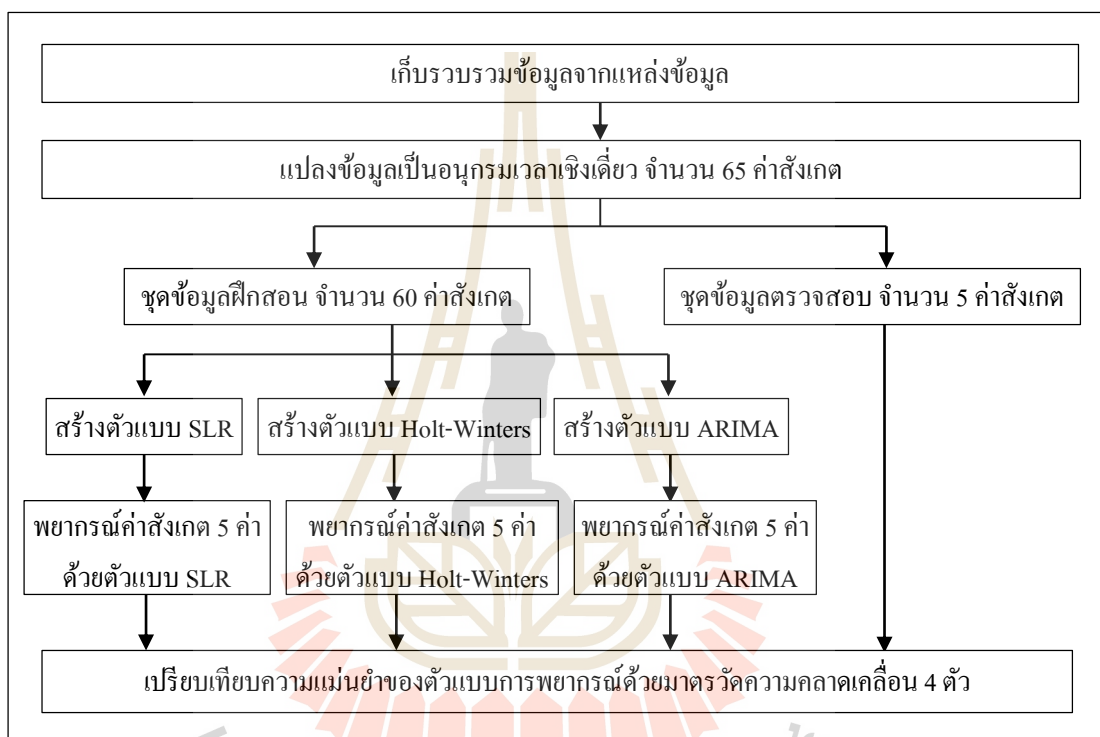 เก็บรวบรวมข้อมูลจากแหล่งข้อมูล
แปลงข้อมูลเป็นอนุกรมเวลาเชิงเดี่ยว จำนวน 65 ค่าสังเกต
ชุดข้อมูลฝึกสอน จำนวน 60 ค่าสังเกต
ชุดข้อมูลตรวจสอบ จำนวน 5 ค่าสังเกต
สร้างตัวแบบ SLR
สร้างตัวแบบ Holt-Winters
สร้างตัวแบบ ARIMA
พยากรณ์ค่าสังเกต 5 ค่า
ด้วยตัวแบบ SLR
พยากรณ์ค่าสังเกต 5 ค่า
ด้วยตัวแบบ Holt-Winters
พยากรณ์ค่าสังเกต 5 ค่า
ด้วยตัวแบบ ARIMA
เปรียบเทียบความแม่นยำของตัวแบบการพยากรณ์ด้วยมาตรวัดความคลาดเคลื่อน 4 ตัว